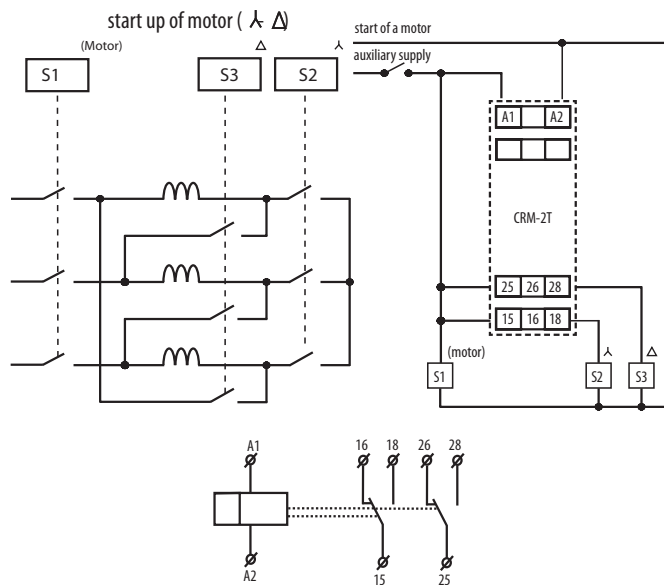 start up of motor ( ⅄ Δ)
(Motor)
Δ
⅄
S1
S3
S2
start of a motor
auxiliary supply
A1
A2
CRM-2T
25 26 28
15 16 18
(motor)
⅄
Δ
S1
S2
S3
A1
16
18
26
28
A2
15
25